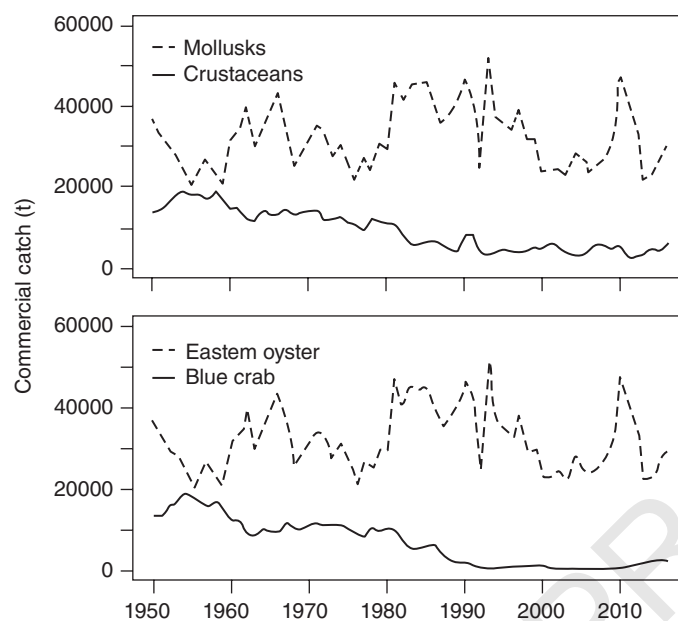 60000
Mollusks
Crustaceans
40000
20000
0
Commercial catch (t)
60000
Eastem oyster
Blue crab
40000
20000
0
1950 1960 1970 1980 1990 2000 2010
PR